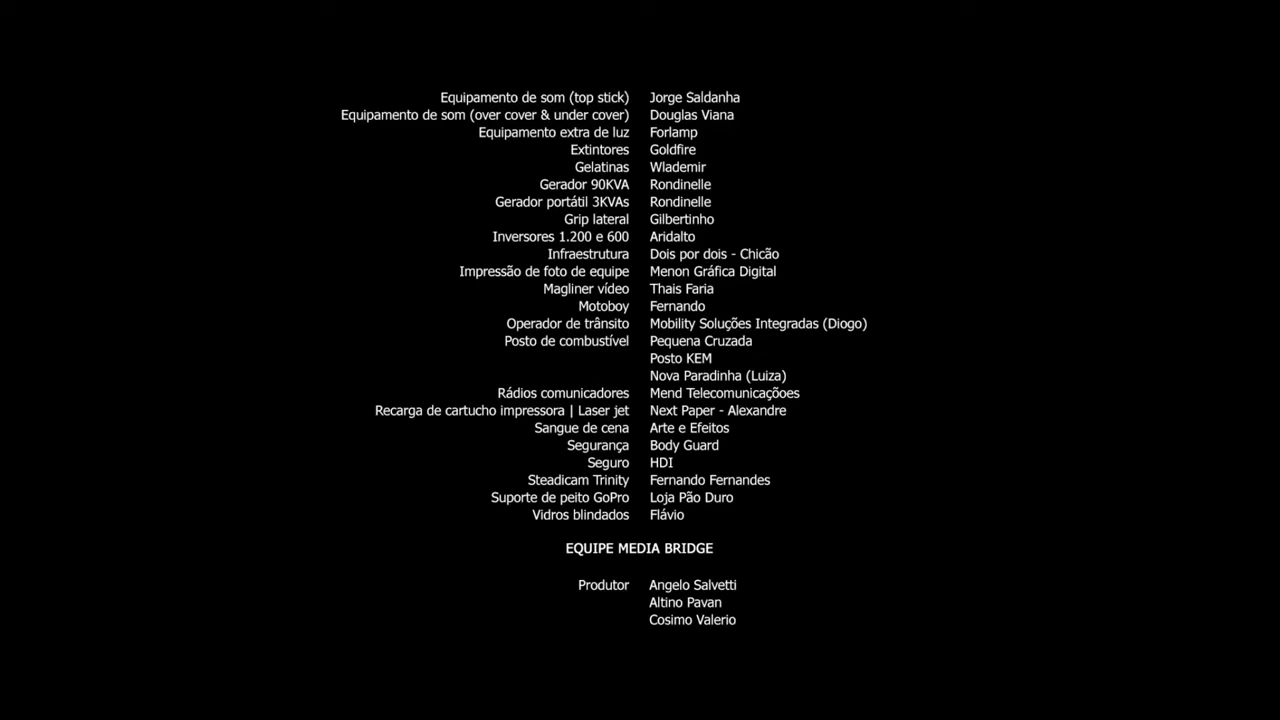 Equipamento de som (top stick) Jorge Saldanha
Equipamento de som (over cover & under cover) Douglas Viana
Equipamento extra de luz Forlamp
Extintores Goldfire
Gelatinas Wlademir
Gerador 90KVA Rondinelle
Gerador portátil 3KVAs Rondinelle
Grip lateral Gilbertinho
Inversores 1.200 e 600 Aridalto
Infraestrutura Dois por dois - Chicão
Impressão de foto de equipe Menon Gráfica Digital
Magliner vídeo Thais Faria
Motoboy Fernando
Operador de trânsito Mobility Soluções Integradas (Diogo)
Posto de combustível Pequena Cruzada
Posto KEM
Nova Paradinha (Luiza)
Rádios comunicadores Mend Telecomunicaçõoes
Recarga de cartucho impressora | Laser jet Next Paper - Alexandre
Sangue de cena Arte e Efeitos
Segurança Body Guard
Seguro HDI
Steadicam Trinity Fernando Fernandes
Suporte de peito GoPro Loja Pão Duro
Vidros blindados Flávio
EQUIPE MEDIA BRIDGE
Produtor Angelo Salvetti
Altino Pavan
Cosimo Valerio